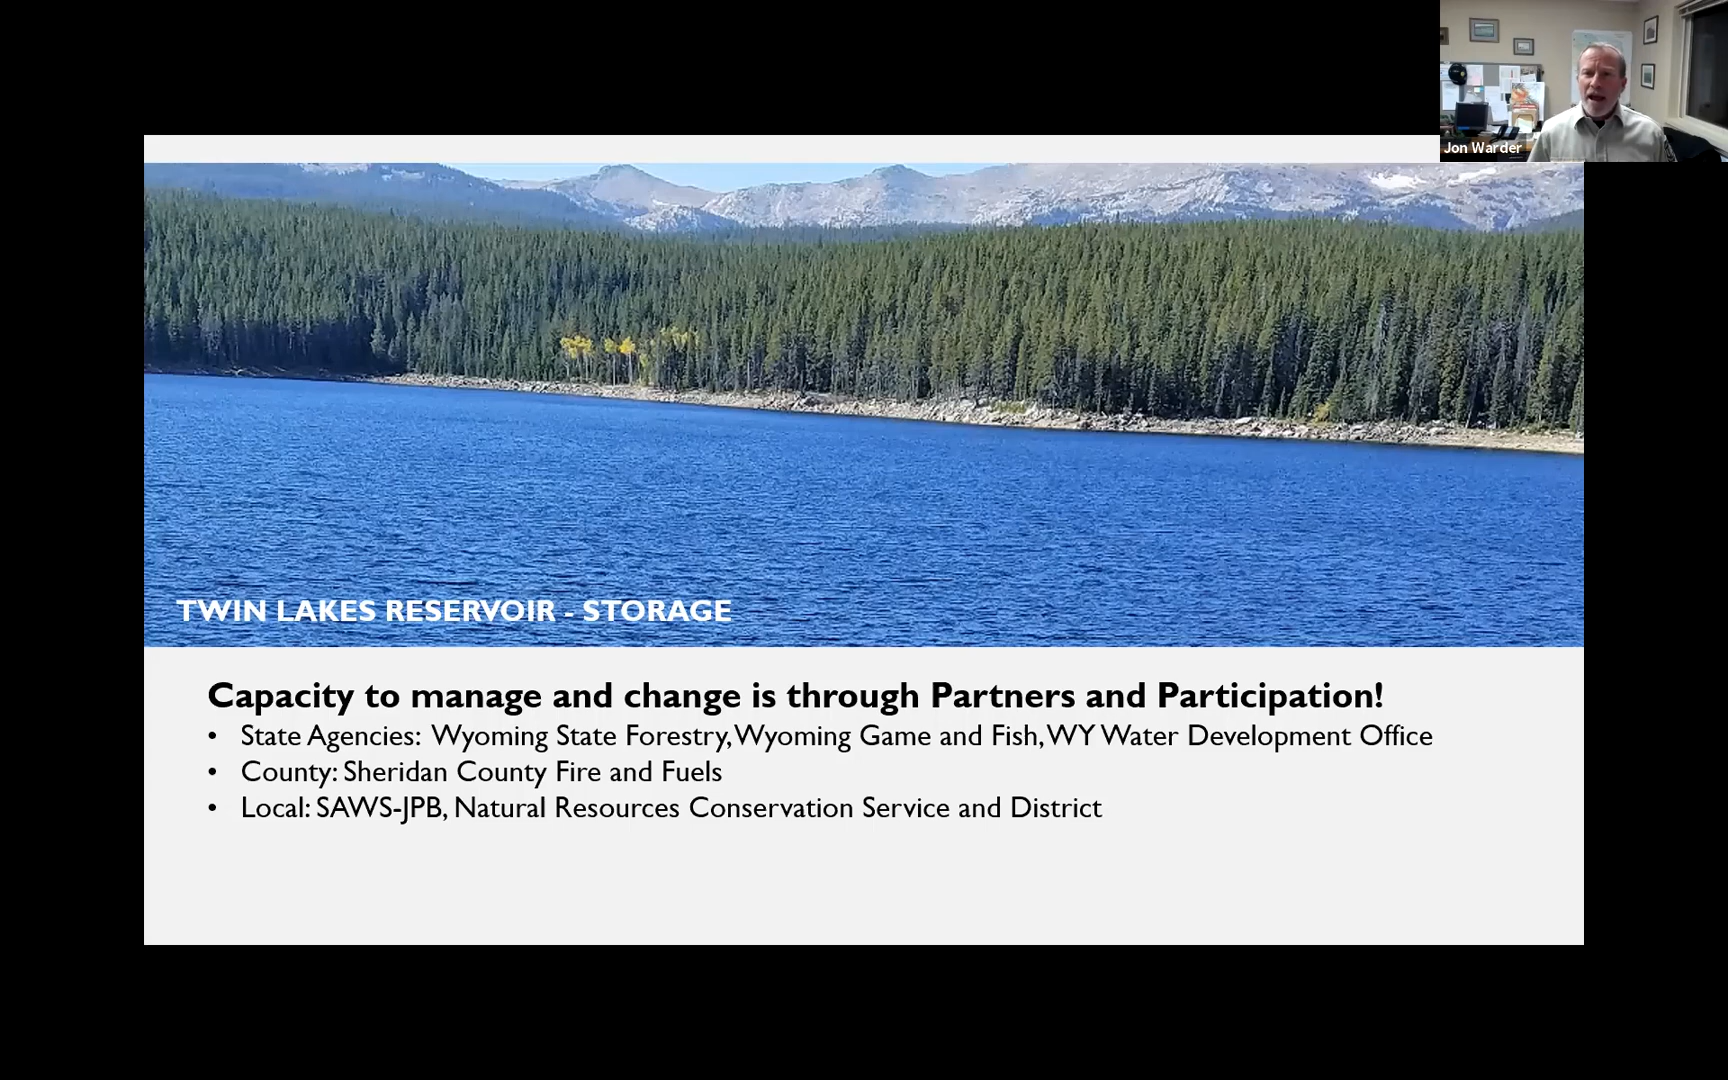 Jon Warder
TWIN LAKES RESERVOIR - STORAGE
Capacity to manage and change is through Partners and Participation!
• State Agencies: Wyoming State Forestry, Wyoming Game and Fish, WY Water Development Office
• County: Sheridan County Fire and Fuels
• Local: SAWS-JPB, Natural Resources Conservation Service and District